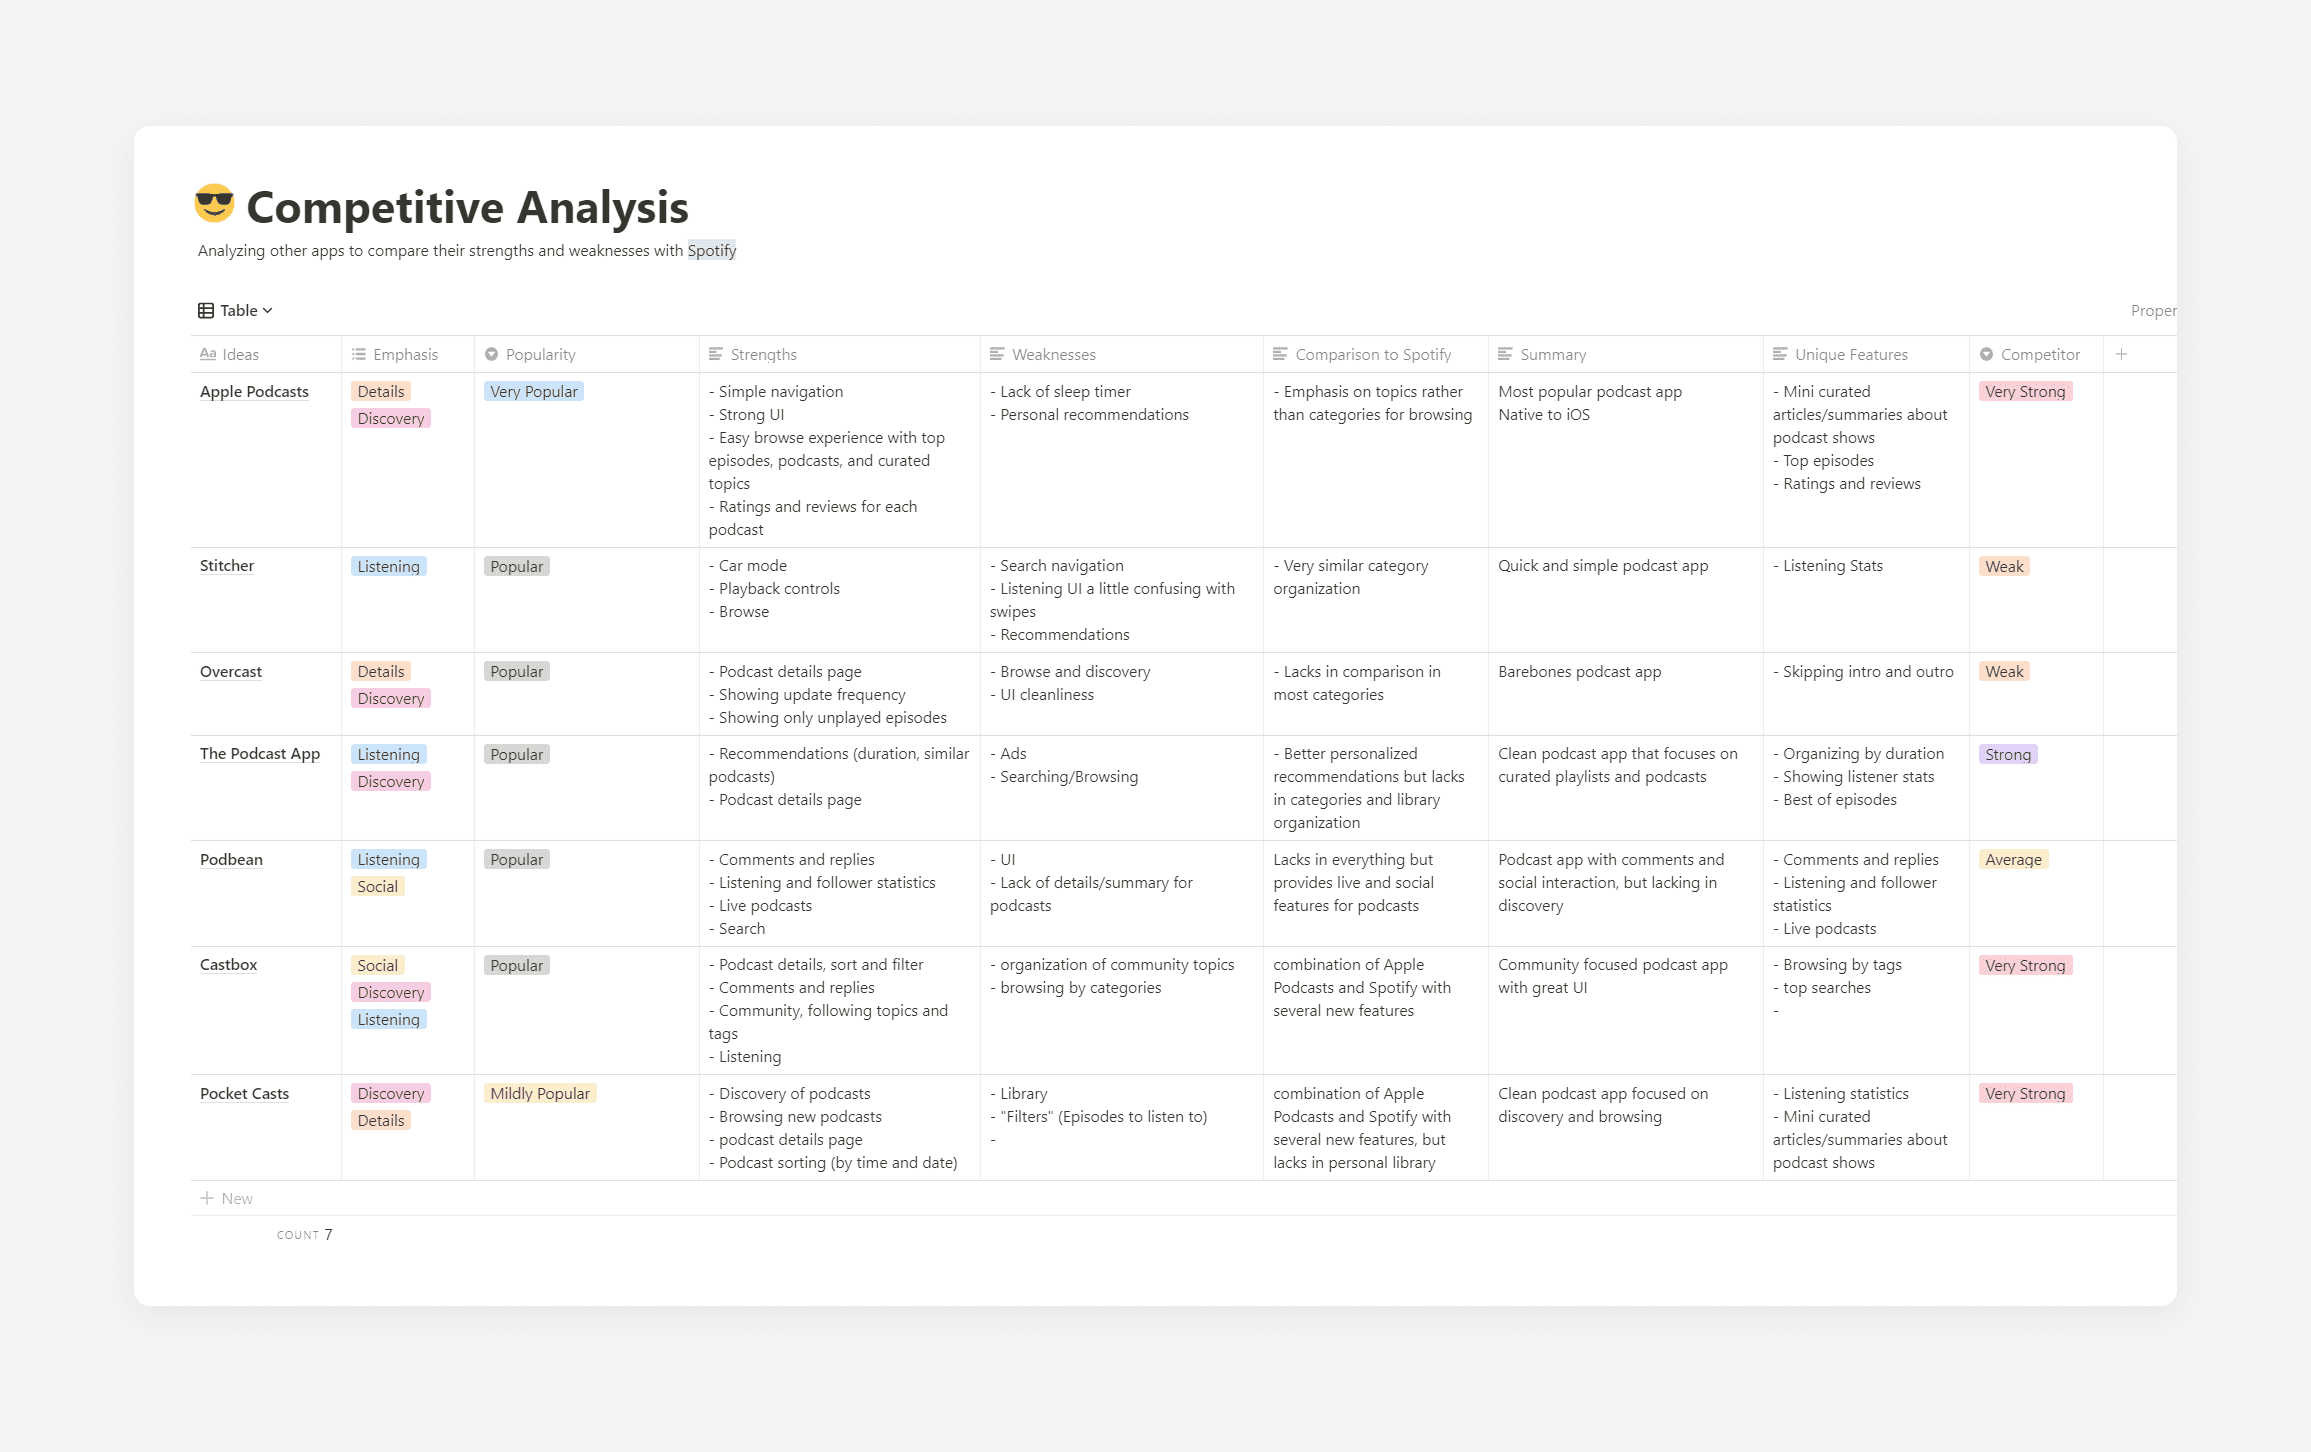 😎 Competitive Analysis
Analyzing other apps to compare their strengths and weaknesses with Spotify
Table
Proper
Aa Ideas
Emphasis
Popularity
Strengths
Weaknesses
Comparison to Spotify
Summary
Unique Features
Competitor
Apple Podcasts
Details
Discovery
Very Popular
- Simple navigation
- Strong UI
- Easy browse experience with top
episodes, podcasts, and curated
topics
- Ratings and reviews for each
podcast
- Lack of sleep timer
- Personal recommendations
- Emphasis on topics rather
than categories for browsing
Most popular podcast app
Native to iOS
- Mini curated
articles/summaries about
podcast shows
- Top episodes
- Ratings and reviews
Very Strong
Stitcher
Listening
Popular
- Car mode
- Playback controls
- Browse
- Search navigation
- Listening UI a little confusing with
swipes
- Recommendations
- Very similar category
organization
Quick and simple podcast app
- Listening Stats
Weak
Overcast
Details
Discovery
Popular
- Podcast details page
- Showing update frequency
- Showing only unplayed episodes
- Browse and discovery
- UI cleanliness
- Lacks in comparison in
most categories
Barebones podcast app
- Skipping intro and outro
Weak
The Podcast App
Listening
Discovery
Popular
- Recommendations (duration, similar
podcasts)
- Podcast details page
- Ads
- Searching/Browsing
- Better personalized
recommendations but lacks
in categories and library
organization
Clean podcast app that focuses on
curated playlists and podcasts
- Organizing by duration
- Showing listener stats
- Best of episodes
Strong
Podbean
Listening
Social
Popular
- Comments and replies
- Listening and follower statistics
- Live podcasts
- Search
- UI
- Lack of details/summary for
podcasts
Lacks in everything but
provides live and social
features for podcasts
Podcast app with comments and
social interaction, but lacking in
discovery
- Comments and replies
- Listening and follower
statistics
- Live podcasts
Average
Castbox
Social
Discovery
Listening
Popular
- Podcast details, sort and filter
- Comments and replies
- Community, following topics and
tags
- Listening
- organization of community topics
- browsing by categories
combination of Apple
Podcasts and Spotify with
several new features
Community focused podcast app
with great UI
- Browsing by tags
- top searches
-
Very Strong
Pocket Casts
Discovery
Details
Mildly Popular
- Discovery of podcasts
- Browsing new podcasts
- podcast details page
- Podcast sorting (by time and date)
- Library
- "Filters" (Episodes to listen to)
-
combination of Apple
Podcasts and Spotify with
several new features, but
lacks in personal library
Clean podcast app focused on
discovery and browsing
- Listening statistics
- Mini curated
articles/summaries about
podcast shows
Very Strong
+ New
COUNT 7